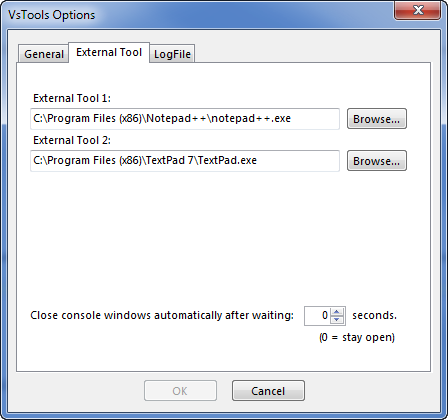 VsTools Options
General External Tool LogFile
External Tool 1:
C:\Program Files (x86)\Notepad++\notepad++.exe Browse...
External Tool 2:
C:\Program Files (x86)\TextPad 7\TextPad.exe Browse...
Close console windows automatically after waiting: 0 seconds.
(0 = stay open)
OK Cancel